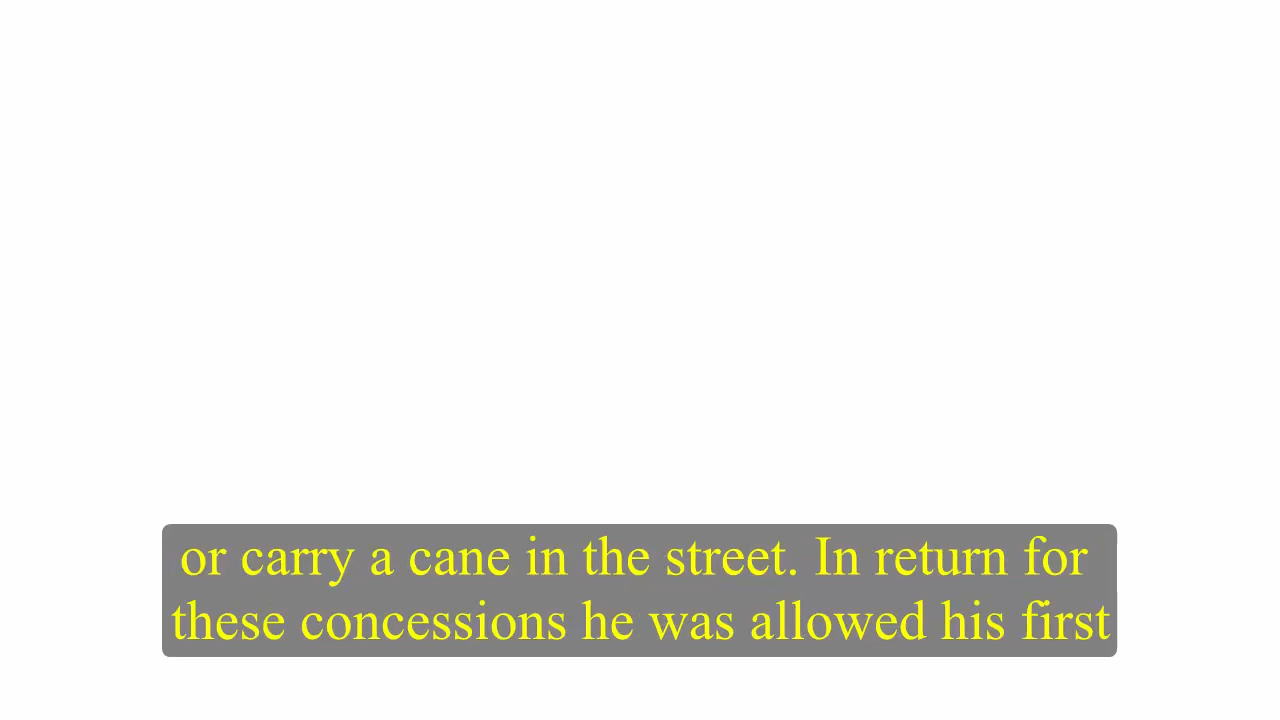 or carry a cane in the street. In return for
these concessions he was allowed his first